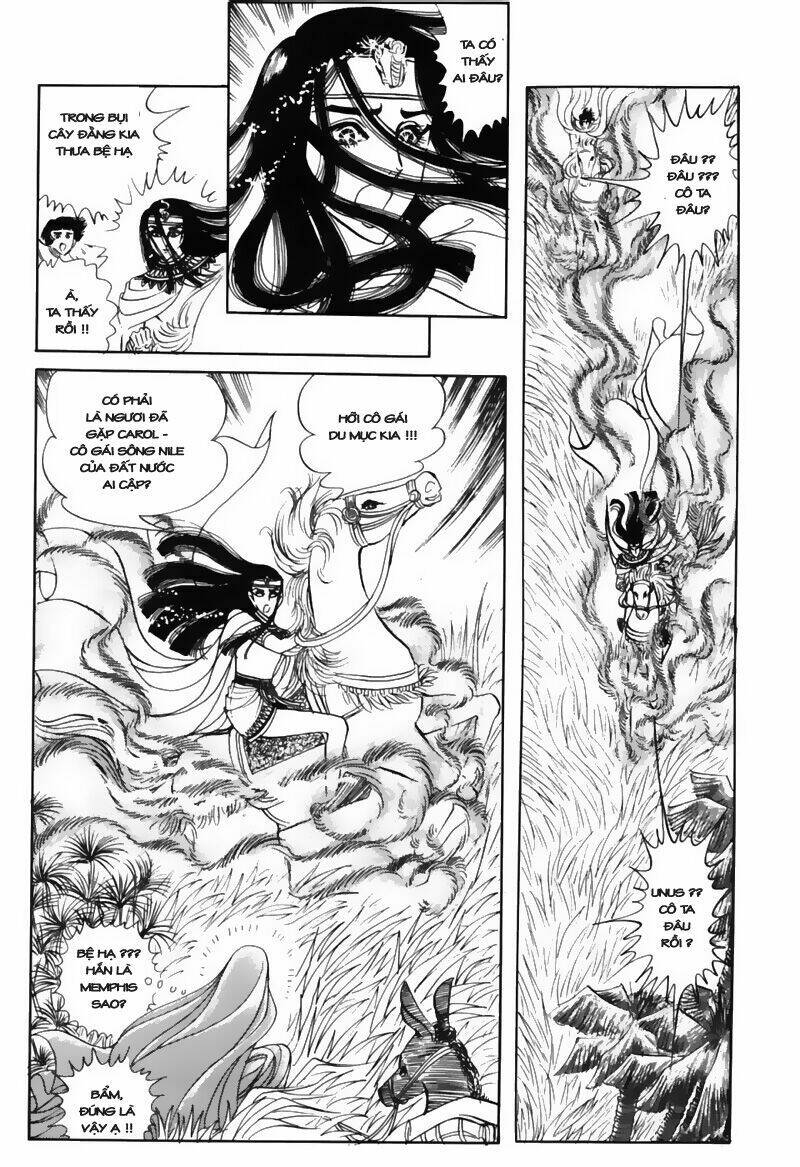 ĐÂU ??
ĐÂU ???
CÔ TA
ĐÂU?
UNUS ??
CÔ TA
ĐÂU
RỒI ?
TA CÓ
THẤY
AI ĐÂU?
TRONG BỤI
CÂY ĐẰNG KIA
THƯA BỆ HẠ
À,
TA THẤY
RỒI !!
HỠI CÔ GÁI
DU MỤC KIA !!!
CÓ PHẢI
LÀ NGƯƠI ĐÃ
GẶP CAROL -
CÔ GÁI SÔNG NILE
CỦA ĐẤT NƯỚC
AI CẬP?
BỆ HẠ ???
HẮN LÀ
MEMPHIS
SAO?
BẨM,
ĐÚNG LÀ
VẬY Ạ !!